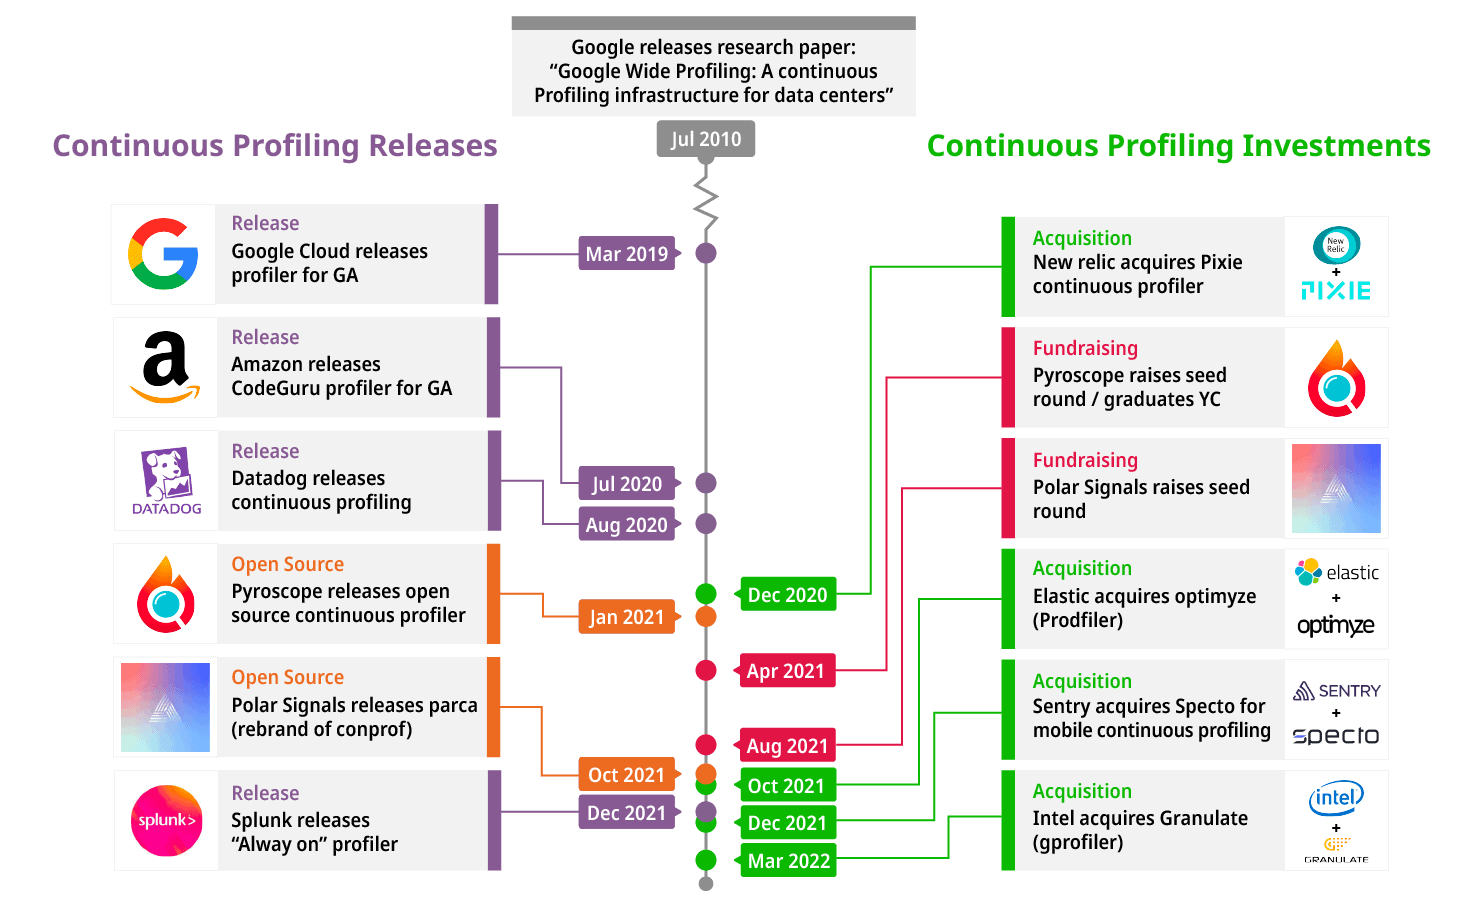 Google releases research paper:
“Google Wide Profiling: A continuous
Profiling infrastructure for data centers”
Jul 2010
Continuous Profiling Releases
Release
Google Cloud releases
profiler for GA
Mar 2019
Release
Amazon releases
CodeGuru profiler for GA
Jul 2020
DATADOG
Release
Datadog releases
continuous profiling
Aug 2020
Open Source
Pyroscope releases open
source continuous profiler
Jan 2021
Open Source
Polar Signals releases parca
(rebrand of conprof)
Oct 2021
splunk>
Release
Splunk releases
“Alway on” profiler
Dec 2021
Continuous Profiling Investments
Acquisition
New relic acquires Pixie
continuous profiler
New
Relic
+
PIXIE
Dec 2020
Fundraising
Pyroscope raises seed
round / graduates YC
Apr 2021
Fundraising
Polar Signals raises seed
round
Aug 2021
Acquisition
Elastic acquires optimyze
(Prodfiler)
elastic
+
optimyze
Oct 2021
Acquisition
Sentry acquires Specto for
mobile continuous profiling
SENTRY
+
specto
Dec 2021
Acquisition
Intel acquires Granulate
(gprofiler)
intel
+
GRANULATE
Mar 2022